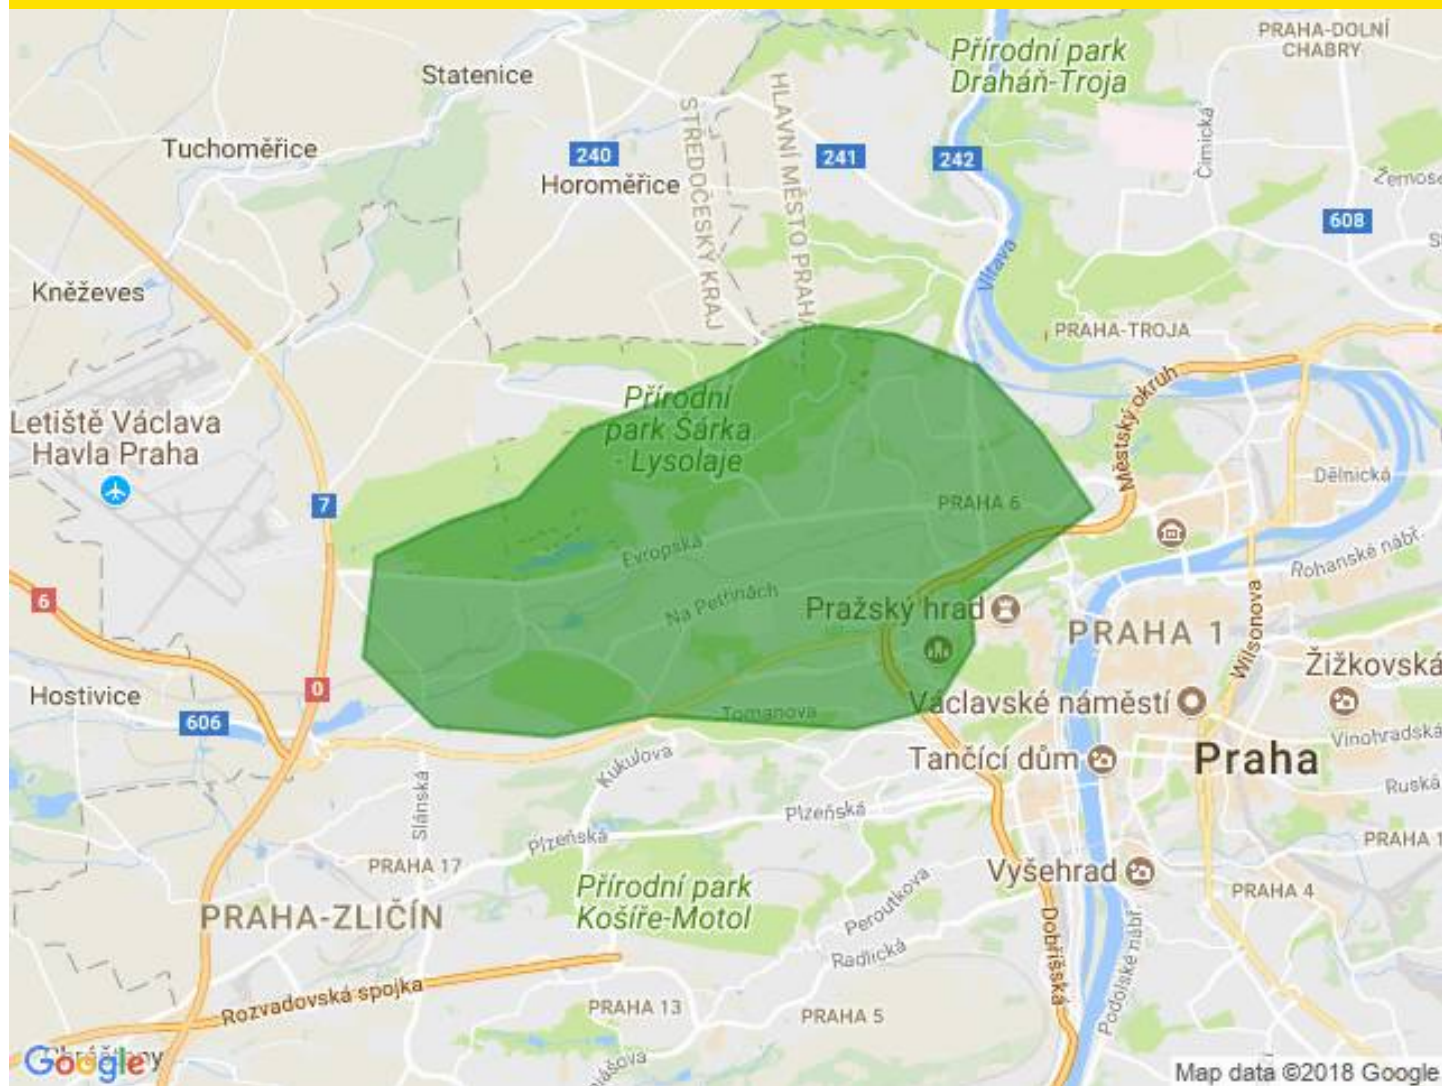 PRAHA-DOLNÍ
CHABRY
Přírodní park
Draháň-Troja
Statenice
HLAVNÍ MĚSTO PRAHA
STŘEDOČESKÝ KRAJ
Tuchoměřice
240
241
242
Horoměřice
Čimická
608
Vltava
Kněževes
PRAHA-TROJA
Městský okruh
Letiště Václava
Havla Praha
Přírodní
park Šárka
- Lysolaje
Dělnická
7
PRAHA 6
Evropská
Rohanské nábř.
6
Na Petřinách
Pražský hrad
PRAHA 1
Wilsonova
Žižkovská
Hostivice
0
606
Tomanova
Václavské náměstí
Vinohradská
Kukulova
Tančící dům
Praha
Ruská
Slánská
Plzeňská
Plzeňská
PRAHA 1
PRAHA 17
Vyšehrad
PRAHA 4
Přírodní park
Košíře-Motol
PRAHA-ZLIČÍN
Peroutkova
Radlická
Dobříšská
Podolské nábř.
Rozvadovská spojka
PRAHA 13
PRAHA 5
Google
Map data ©2018 Google